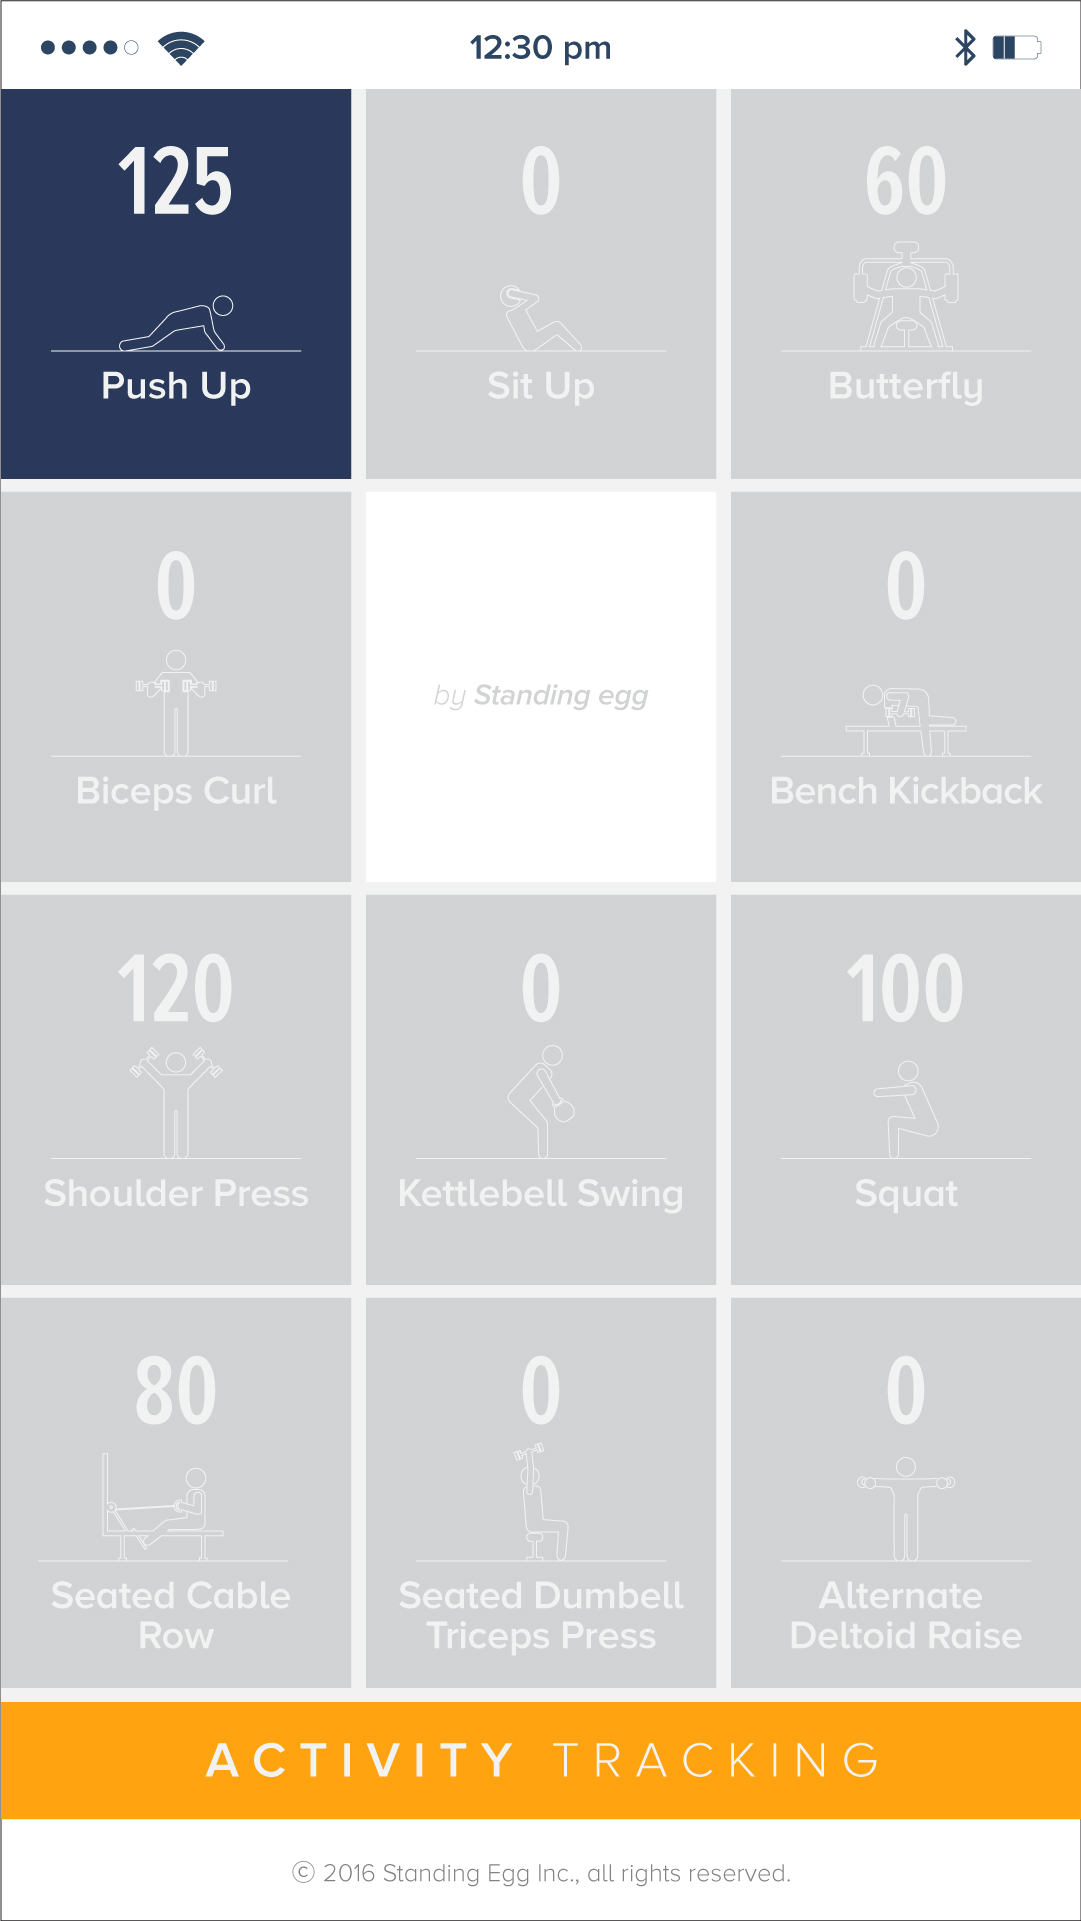 12:30 pm
125
Push Up
0
Sit Up
60
Butterfly
0
Biceps Curl
by Standing egg
0
Bench Kickback
120
Shoulder Press
0
Kettlebell Swing
100
Squat
80
Seated Cable
Row
0
Seated Dumbell
Triceps Press
0
Alternate
Deltoid Raise
ACTIVITY TRACKING
© 2016 Standing Egg Inc., all rights reserved.